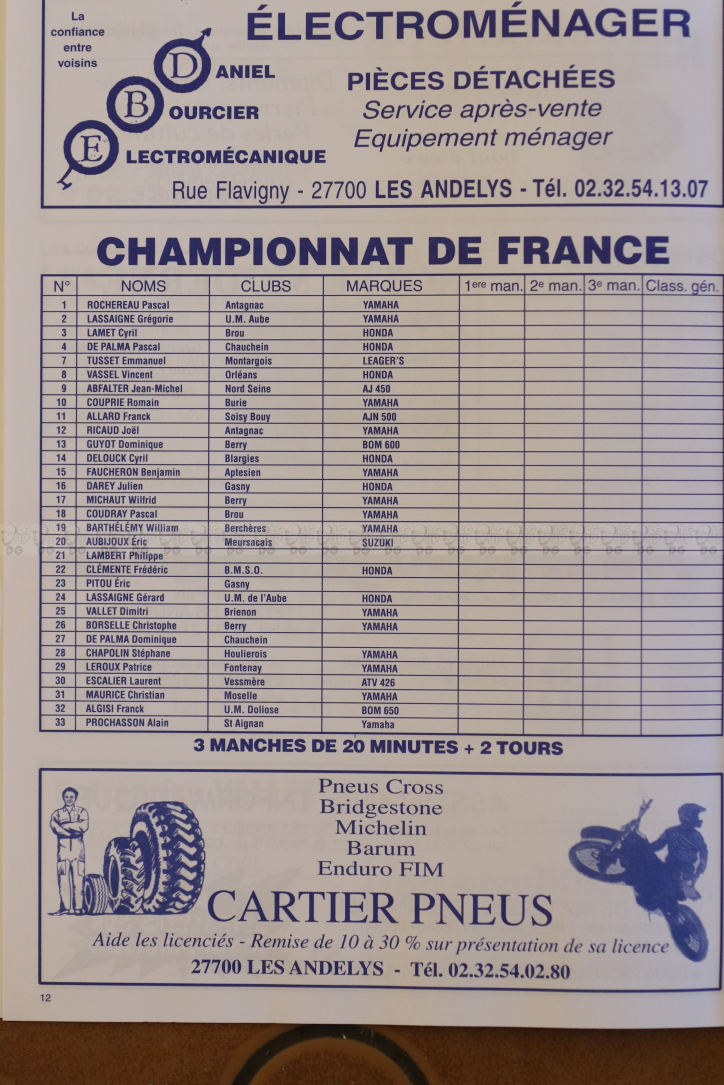 La
confiance
entre
voisins
ÉLECTROMÉNAGER
DANIEL
BOURCIER
ELECTROMÉCANIQUE
PIÈCES DÉTACHÉES
Service après-vente
Equipement ménager
Rue Flavigny - 27700 LES ANDELYS - Tél. 02.32.54.13.07
CHAMPIONNAT DE FRANCE
N° NOMS CLUBS MARQUES 1ere man. 2e man. 3e man. Class. gén.
1 ROCHEREAU Pascal Antagnac YAMAHA
2 LASSAIGNE Grégorie U.M. Aube YAMAHA
3 LAMET Cyril Brou HONDA
4 DE PALMA Pascal Chauchein HONDA
7 TUSSET Emmanuel Montargois LEAGER'S
8 VASSEL Vincent Orléans HONDA
9 ABFALTER Jean-Michel Nord Seine AJ 450
10 COUPRIE Romain Burie YAMAHA
11 ALLARD Franck Soisy Bouy AJN 500
12 RICAUD Joël Antagnac YAMAHA
13 GUYOT Dominique Berry BOM 600
14 DELOUCK Cyril Blargies HONDA
15 FAUCHERON Benjamin Aptesien YAMAHA
16 DAREY Julien Gasny HONDA
17 MICHAUT Wilfrid Berry YAMAHA
18 COUDRAY Pascal Brou YAMAHA
19 BARTHÉLÉMY William Berchères YAMAHA
20 AUBIJOUX Éric Meursacais SUZUKI
21 LAMBERT Philippe
22 CLÉMENTE Frédéric B.M.S.O. HONDA
23 PITOU Éric Gasny
24 LASSAIGNE Gérard U.M. de l'Aube HONDA
25 VALLET Dimitri Brienon YAMAHA
26 BORSELLE Christophe Berry YAMAHA
27 DE PALMA Dominique Chauchein
28 CHAPOLIN Stéphane Houlierois YAMAHA
29 LEROUX Patrice Fontenay YAMAHA
30 ESCALIER Laurent Vessmère ATV 426
31 MAURICE Christian Moselle YAMAHA
32 ALGISI Franck U.M. Doliose BOM 650
33 PROCHASSON Alain St Aignan Yamaha
3 MANCHES DE 20 MINUTES + 2 TOURS
Pneus Cross
Bridgestone
Michelin
Barum
Enduro FIM
CARTIER PNEUS
Aide les licenciés - Remise de 10 à 30 % sur présentation de sa licence
27700 LES ANDELYS - Tél. 02.32.54.02.80
12